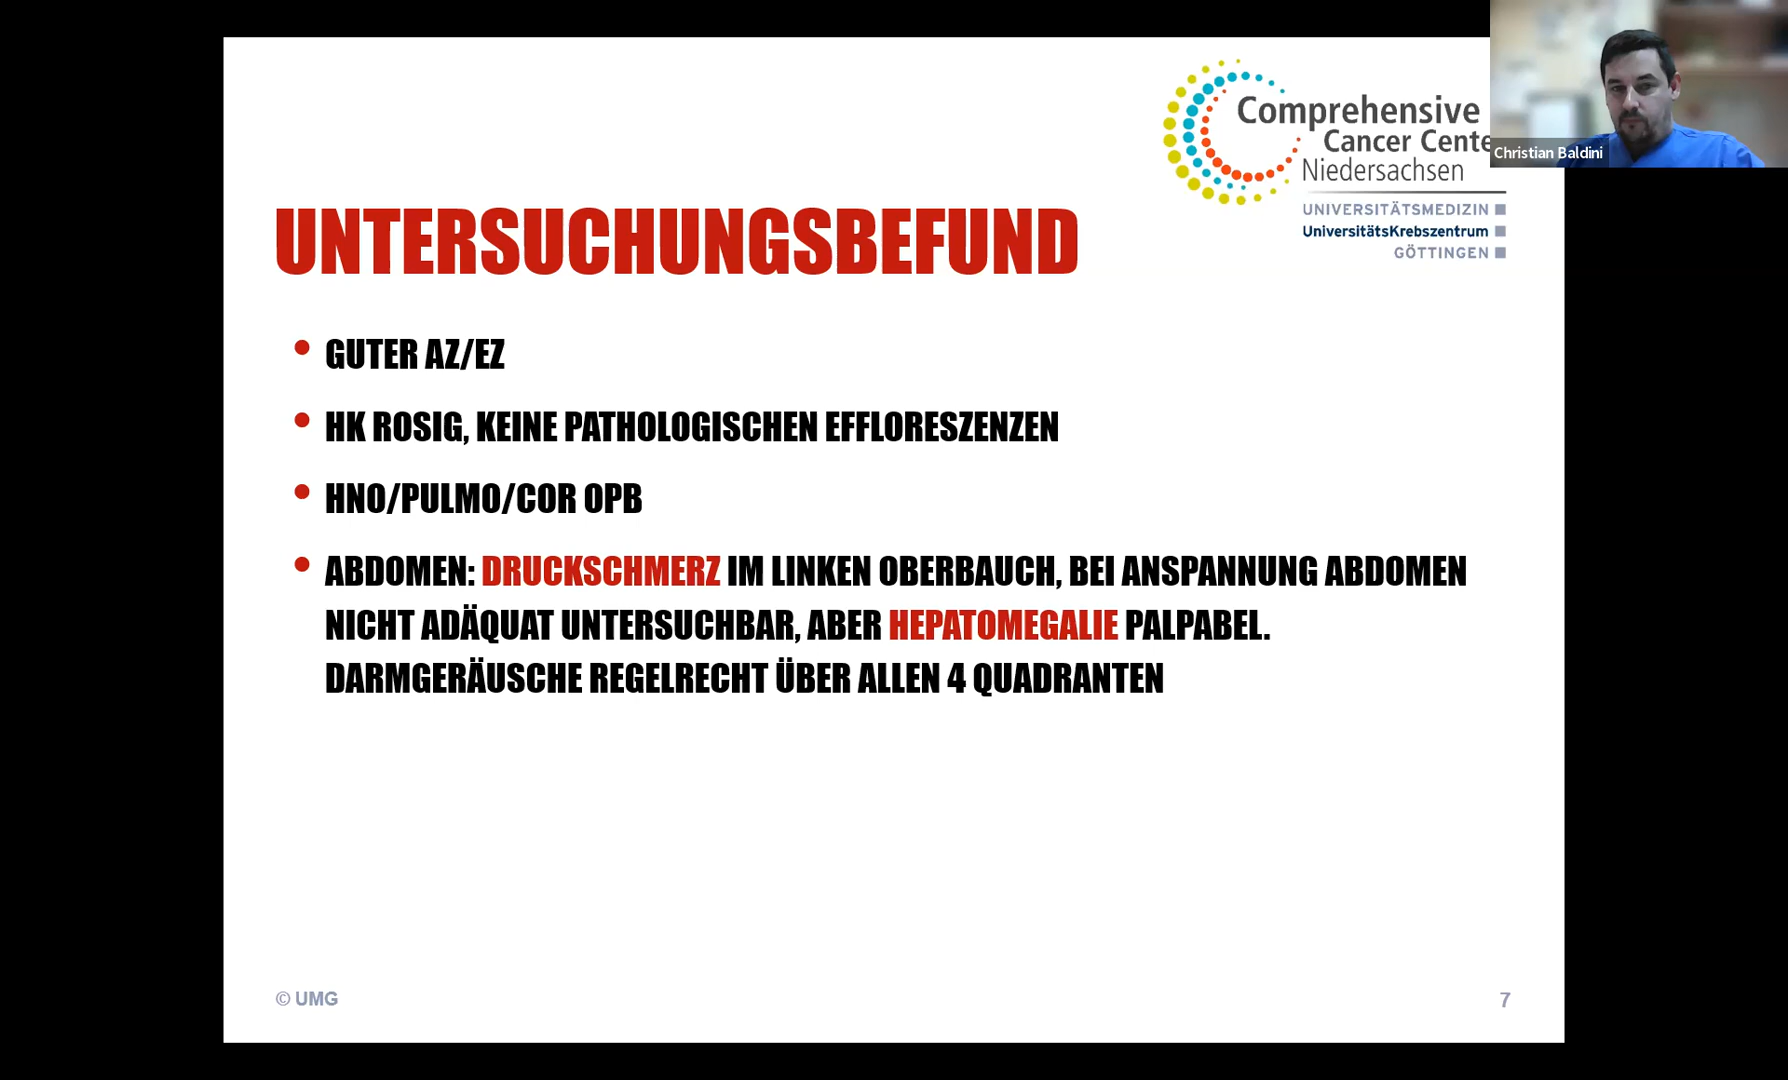 Comprehensive
Cancer Cente
Niedersachsen
Christian Baldini
UNIVERSITÄTSMEDIZIN
UniversitätsKrebszentrum
GÖTTINGEN
UNTERSUCHUNGSBEFUND
• GUTER AZ/EZ
• HK ROSIG, KEINE PATHOLOGISCHEN EFFLORESZENZEN
• HNO/PULMO/COR OPB
• ABDOMEN: DRUCKSCHMERZ IM LINKEN OBERBAUCH, BEI ANSPANNUNG ABDOMEN
NICHT ADÄQUAT UNTERSUCHBAR, ABER HEPATOMEGALIE PALPABEL.
DARMGERÄUSCHE REGELRECHT ÜBER ALLEN 4 QUADRANTEN
© UMG
7